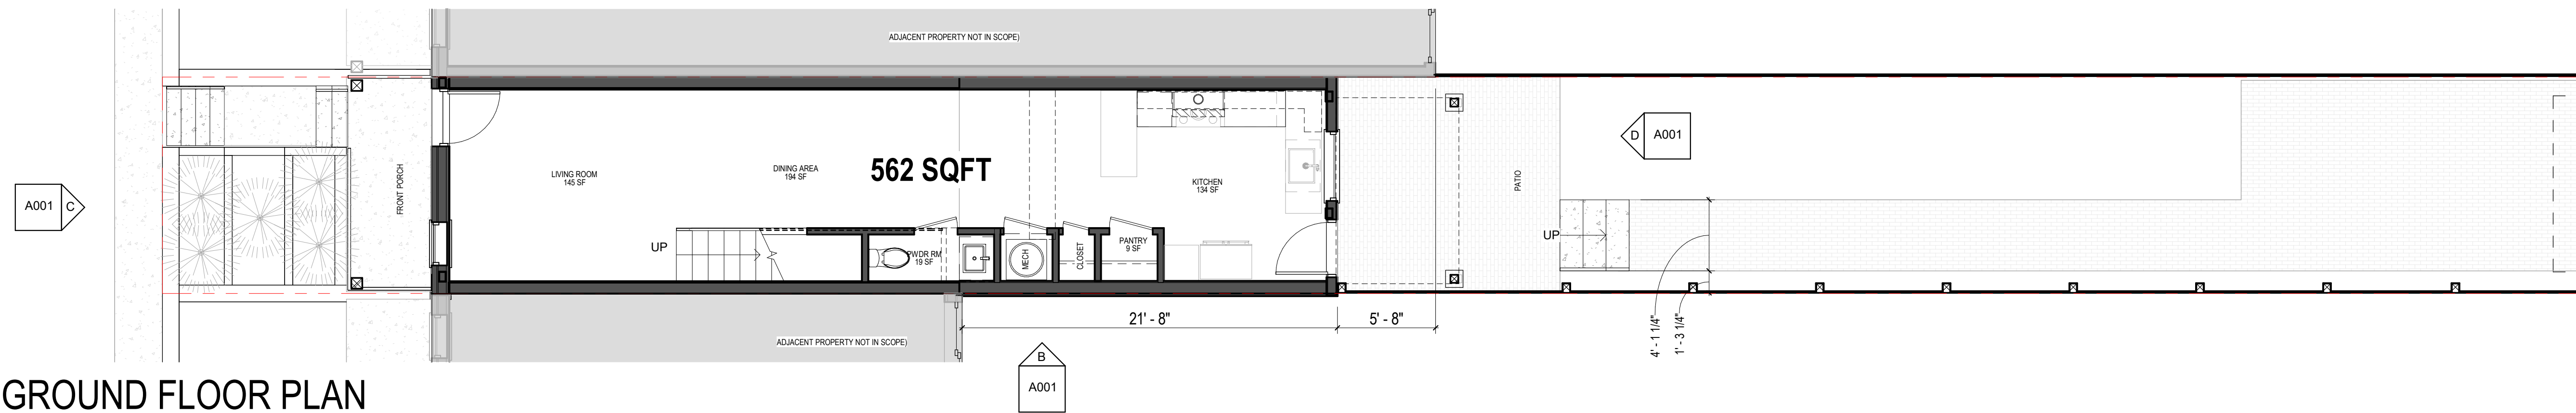 ADJACENT PROPERTY NOT IN SCOPE)
D
A001
562 SQFT
DINING AREA
194 SF
LIVING ROOM
145 SF
KITCHEN
134 SF
FRONT PORCH
PATIO
A001
C
UP
UP
PWDR RM
19 SF
MECH
CLOSET
PANTRY
9 SF
21' - 8"
5' - 8"
4' - 1 1/4"
1' - 3 1/4"
ADJACENT PROPERTY NOT IN SCOPE)
B
A001
GROUND FLOOR PLAN